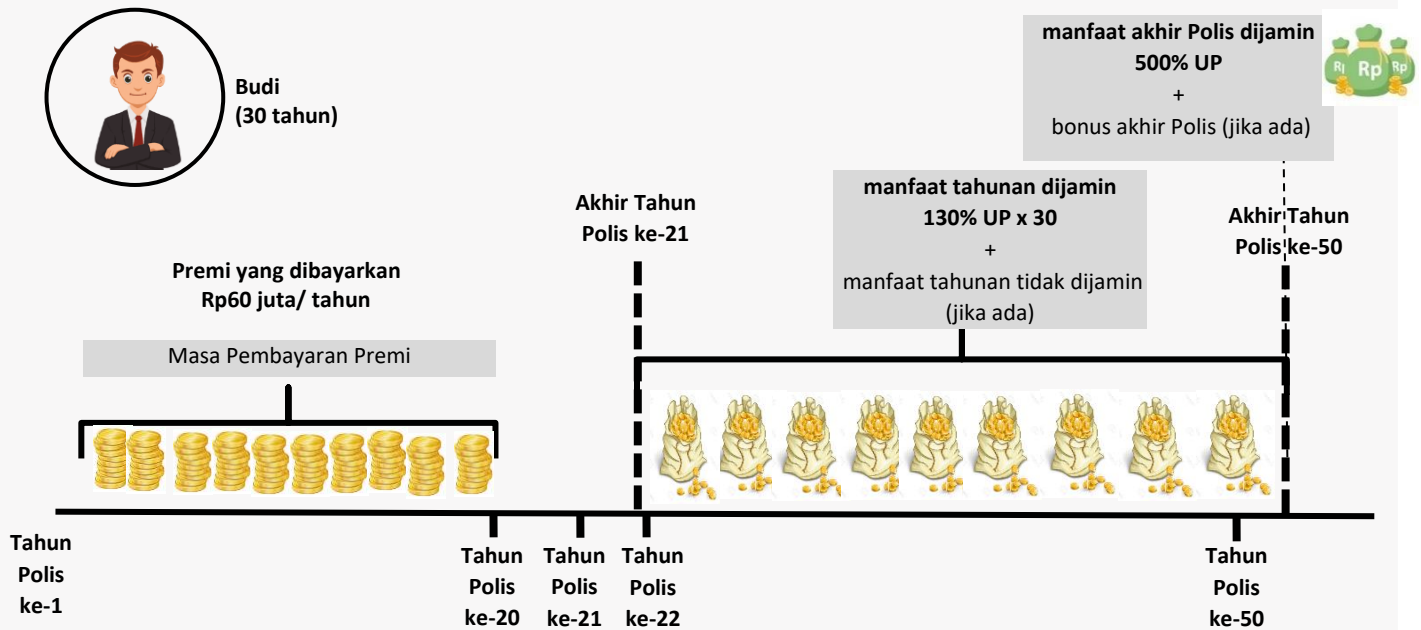 Budi
(30 tahun)
manfaat akhir Polis dijamin
500% UP
+
bonus akhir Polis (jika ada)
Rp
Rp
Rp
manfaat tahunan dijamin
130% UP x 30
+
manfaat tahunan tidak dijamin
(jika ada)
Akhir Tahun
Polis ke-21
Akhir Tahun
Polis ke-50
Premi yang dibayarkan
Rp60 juta/ tahun
Masa Pembayaran Premi
Tahun
Polis
ke-1
Tahun
Polis
ke-20
Tahun
Polis
ke-21
Tahun
Polis
ke-22
Tahun
Polis
ke-50